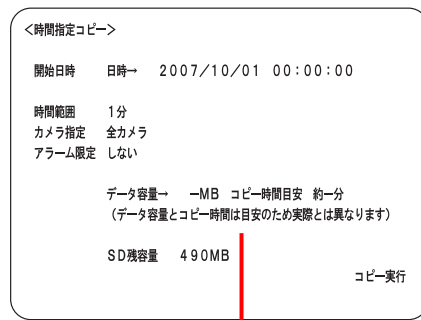 ＜時間指定コピー＞
開始日時　日時→　２００７／１０／０１　００：００：００
時間範囲　１分
カメラ指定　全カメラ
アラーム限定　しない
データ容量→　ーMB　コピー時間目安　約ー分
（データ容量とコピー時間は目安のため実際とは異なります）
ＳＤ残容量　４９０MB
コピー実行